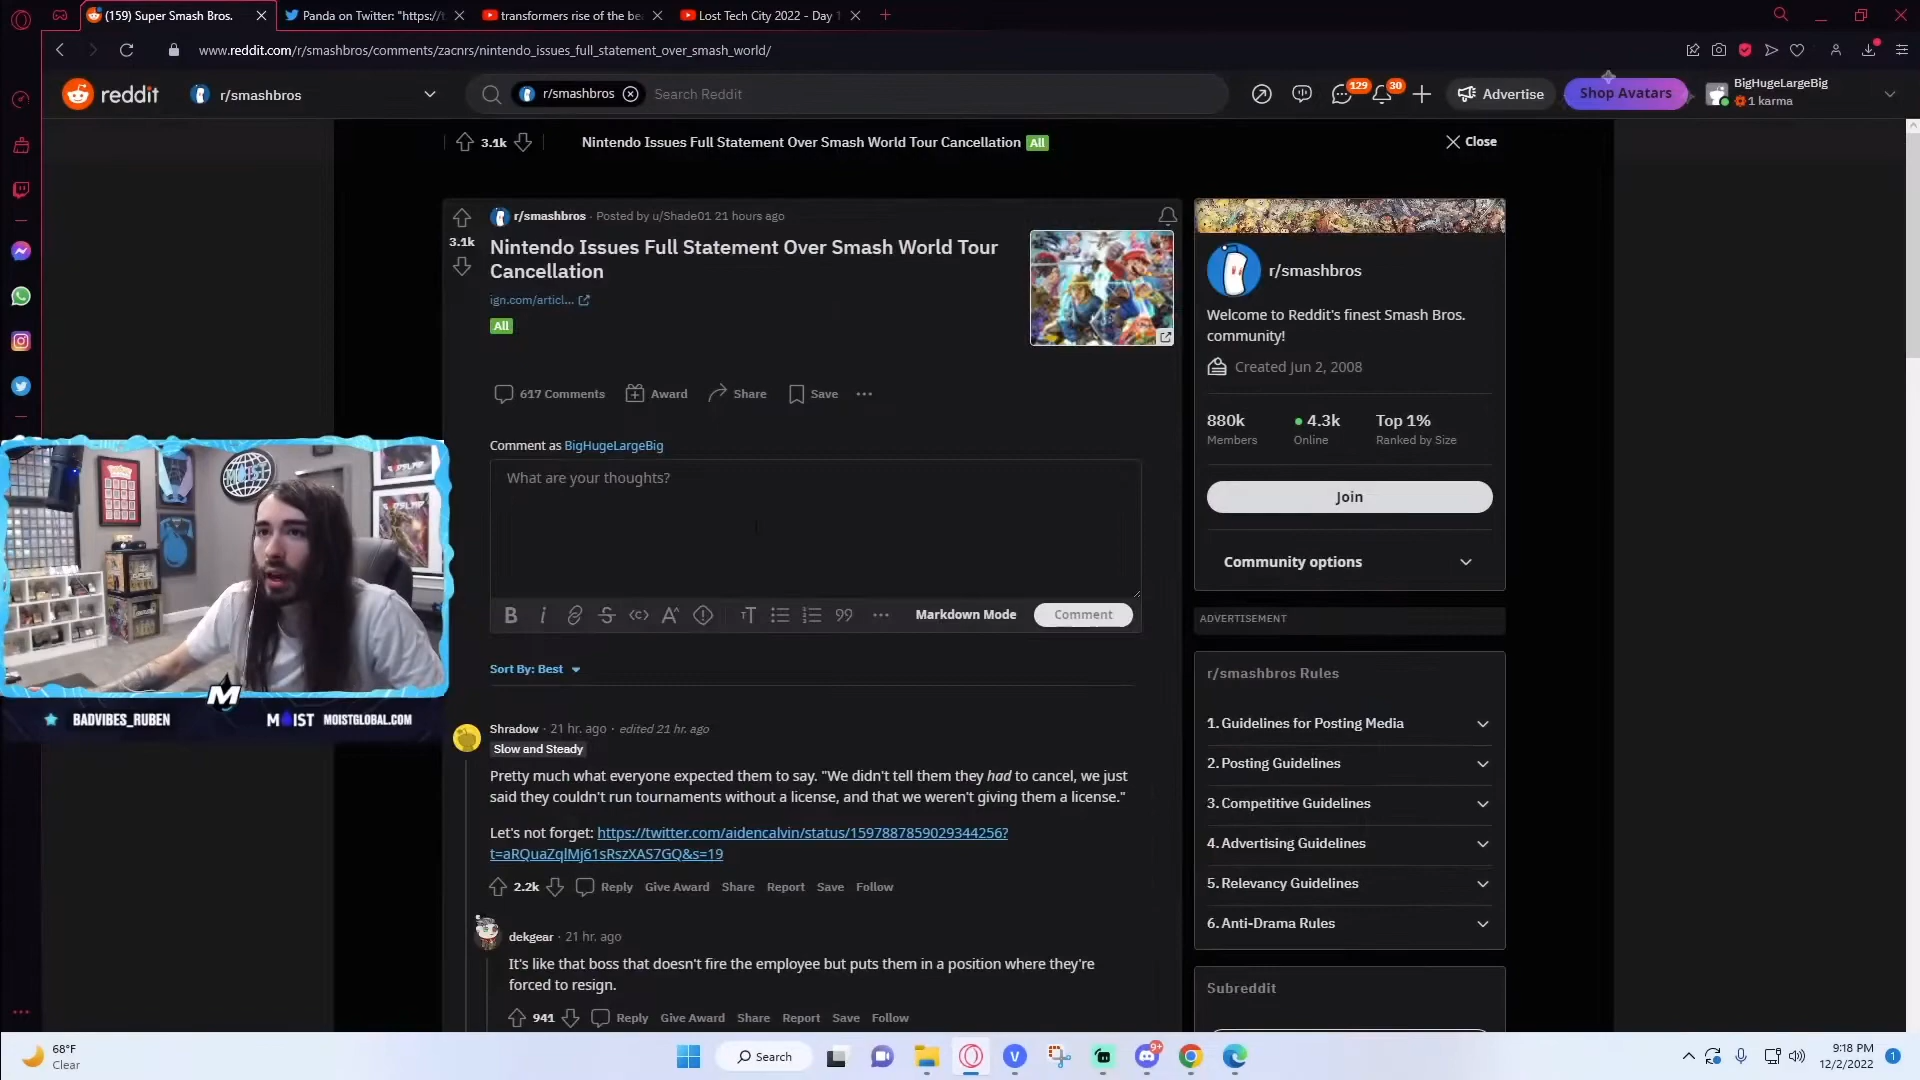 (159) Super Smash Bros.
Panda on Twitter: "https://t
transformers rise of the be
Lost Tech City 2022 - Day 1
www.reddit.com/r/smashbros/comments/zacnrs/nintendo_issues_full_statement_over_smash_world/
reddit
r/smashbros
r/smashbros
Search Reddit
129
30
Advertise
Shop Avatars
BigHugeLargeBig
1 karma
3.1k
Nintendo Issues Full Statement Over Smash World Tour Cancellation All
Close
r/smashbros · Posted by u/Shade01 21 hours ago
3.1k
Nintendo Issues Full Statement Over Smash World Tour
Cancellation
ign.com/articl...
All
617 Comments
Award
Share
Save
Comment as BigHugeLargeBig
What are your thoughts?
Markdown Mode
Comment
Sort By: Best
Shradow · 21 hr. ago · edited 21 hr. ago
Slow and Steady
Pretty much what everyone expected them to say. "We didn't tell them they had to cancel, we just
said they couldn't run tournaments without a license, and that we weren't giving them a license."
Let's not forget: https://twitter.com/aidencalvin/status/1597887859029344256?
t=aRQuaZqlMj61sRszXAS7GQ&s=19
2.2k
Reply
Give Award
Share
Report
Save
Follow
dekgear · 21 hr. ago
It's like that boss that doesn't fire the employee but puts them in a position where they're
forced to resign.
941
Reply
Give Award
Share
Report
Save
Follow
r/smashbros
Welcome to Reddit's finest Smash Bros.
community!
Created Jun 2, 2008
880k
Members
4.3k
Online
Top 1%
Ranked by Size
Join
Community options
ADVERTISEMENT
r/smashbros Rules
1. Guidelines for Posting Media
2. Posting Guidelines
3. Competitive Guidelines
4. Advertising Guidelines
5. Relevancy Guidelines
6. Anti-Drama Rules
Subreddit
MOIST
M
BADVIBES_RUBEN
MOIST
MOISTGLOBAL.COM
68°F
Clear
Search
9+
9:18 PM
12/2/2022
1